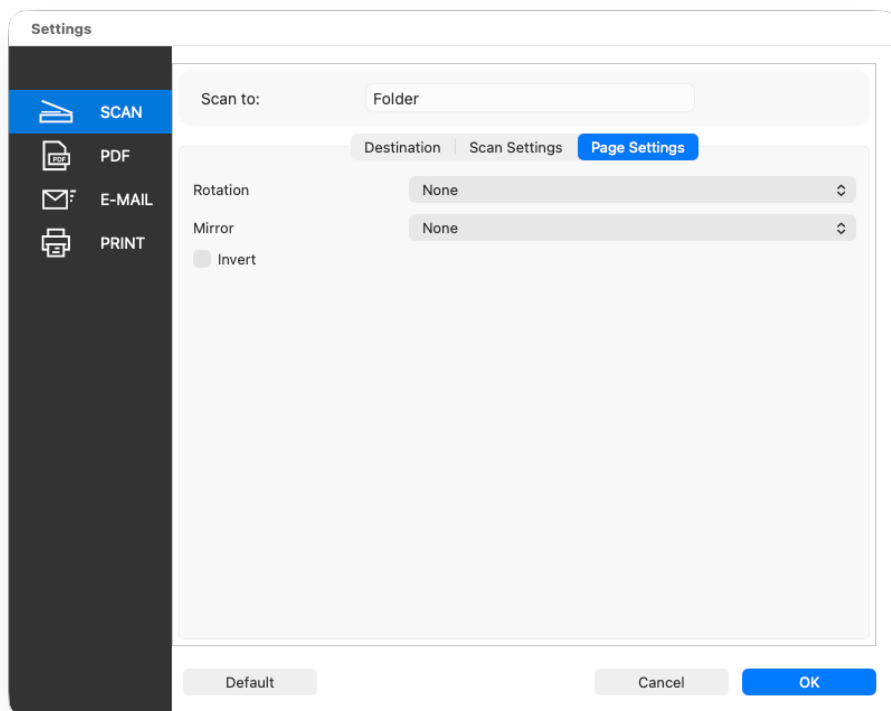 Settings
SCAN
PDF
PDF
E-MAIL
PRINT
Scan to:
Folder
Destination
Scan Settings
Page Settings
Rotation
None
Mirror
None
Invert
Default
Cancel
OK